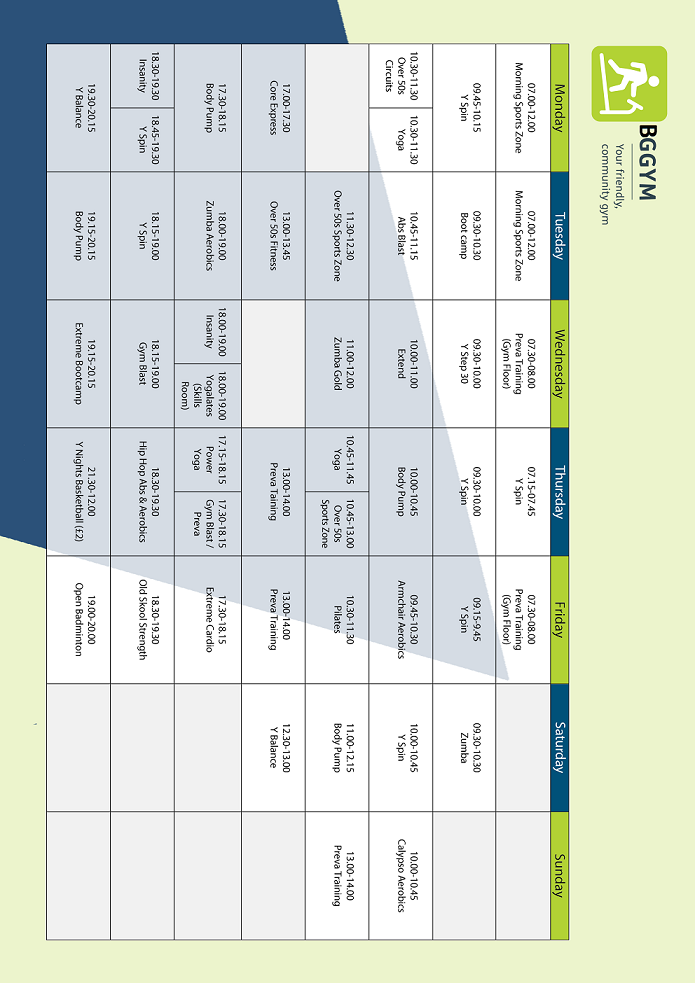 BGGYM
Your friendly,
community gym
Monday
Tuesday
Wednesday
Thursday
Friday
Saturday
Sunday
07.00-12.00
Morning Sports Zone
07.00-12.00
Morning Sports Zone
07.30-08.00
Preva Training
(Gym Floor)
07.15-07.45
Y Spin
07.30-08.00
Preva Training
(Gym Floor)
09.45-10.15
Y Spin
09.30-10.30
Boot camp
09.30-10.00
Y Step 30
09.30-10.00
Y Spin
09.15-9.45
Y Spin
09.30-10.30
Zumba
10.30-11.30
Over 50s
Circuits
10.30-11.30
Yoga
10.45-11.15
Abs Blast
10.00-11.00
Extend
10.00-10.45
Body Pump
09.45-10.30
Armchair Aerobics
10.00-10.45
Y Spin
10.00-10.45
Calypso Aerobics
11.30-12.30
Over 50s Sports Zone
11.00-12.00
Zumba Gold
10.45-11.45
Yoga
10.45-13.00
Over 50s
Sports Zone
10.30-11.30
Pilates
11.00-12.15
Body Pump
13.00-14.00
Preva Training
17.00-17.30
Core Express
13.00-13.45
Over 50s Fitness
13.00-14.00
Preva Taining
13.00-14.00
Preva Training
12.30-13.00
Y Balance
17.30-18.15
Body Pump
18.00-19.00
Zumba Aerobics
18.00-19.00
Insanity
18.00-19.00
Yogalates
(Skills
Room)
17.15-18.15
Power
Yoga
17.30-18.15
Gym Blast /
Preva
17.30-18.15
Extreme Cardio
18.30-19.30
Insanity
18.45-19.30
Y Spin
18.15-19.00
Y Spin
18.15-19.00
Gym Blast
18.30-19.30
Hip Hop Abs & Aerobics
18.30-19.30
Old Skool Strength
19.30-20.15
Y Balance
19.15-20.15
Body Pump
19.15-20.15
Extreme Bootcamp
21.30-12.00
Y Nights Basketball (£2)
19.00-20.00
Open Badminton